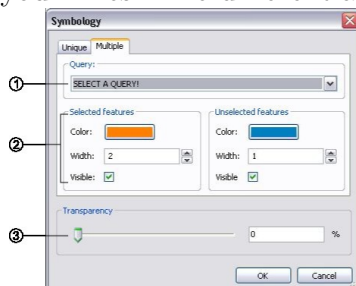 Symbology
Unique Multiple
Query:
① SELECT A QUERY!
Selected features Unselected features
② Color: Color:
Width: 2 Width: 1
Visible: Visible
Transparency
③ 0 %
OK Cancel